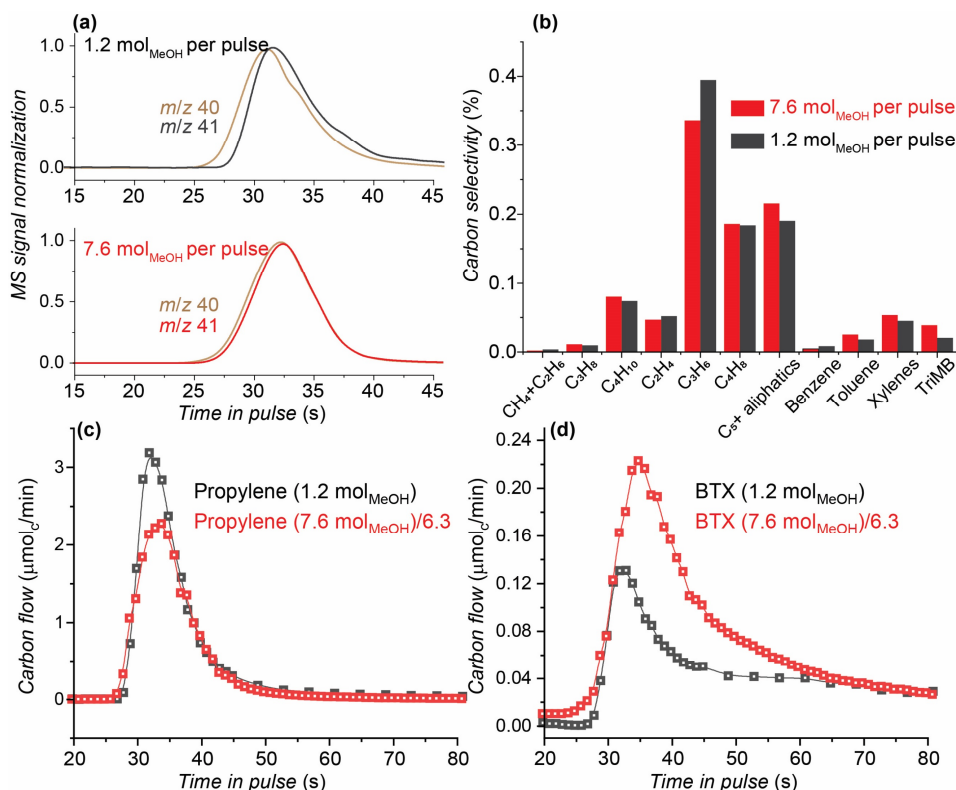 (a)
1.2 mol_MeOH per pulse
m/z 40
m/z 41
1.0
0.5
0.0
15 20 25 30 35 40 45
7.6 mol_MeOH per pulse
m/z 40
m/z 41
1.0
0.5
0.0
15 20 25 30 35 40 45
MS signal normalization
Time in pulse (s)
(b)
7.6 mol_MeOH per pulse
1.2 mol_MeOH per pulse
0.4
0.3
0.2
0.1
0.0
Carbon selectivity (%)
CH₄+C₂H₆
C₃H₈
C₄H₁₀
C₂H₄
C₃H₆
C₄H₈
C₅+ aliphatics
Benzene
Toluene
Xylenes
TriMB
(c)
Propylene (1.2 mol_MeOH)
Propylene (7.6 mol_MeOH)/6.3
3
2
1
0
20 30 40 50 60 70 80
Carbon flow (µmol_C/min)
Time in pulse (s)
(d)
BTX (1.2 mol_MeOH)
BTX (7.6 mol_MeOH)/6.3
0.24
0.20
0.16
0.12
0.08
0.04
0.00
20 30 40 50 60 70 80
Carbon flow (µmol_C/min)
Time in pulse (s)